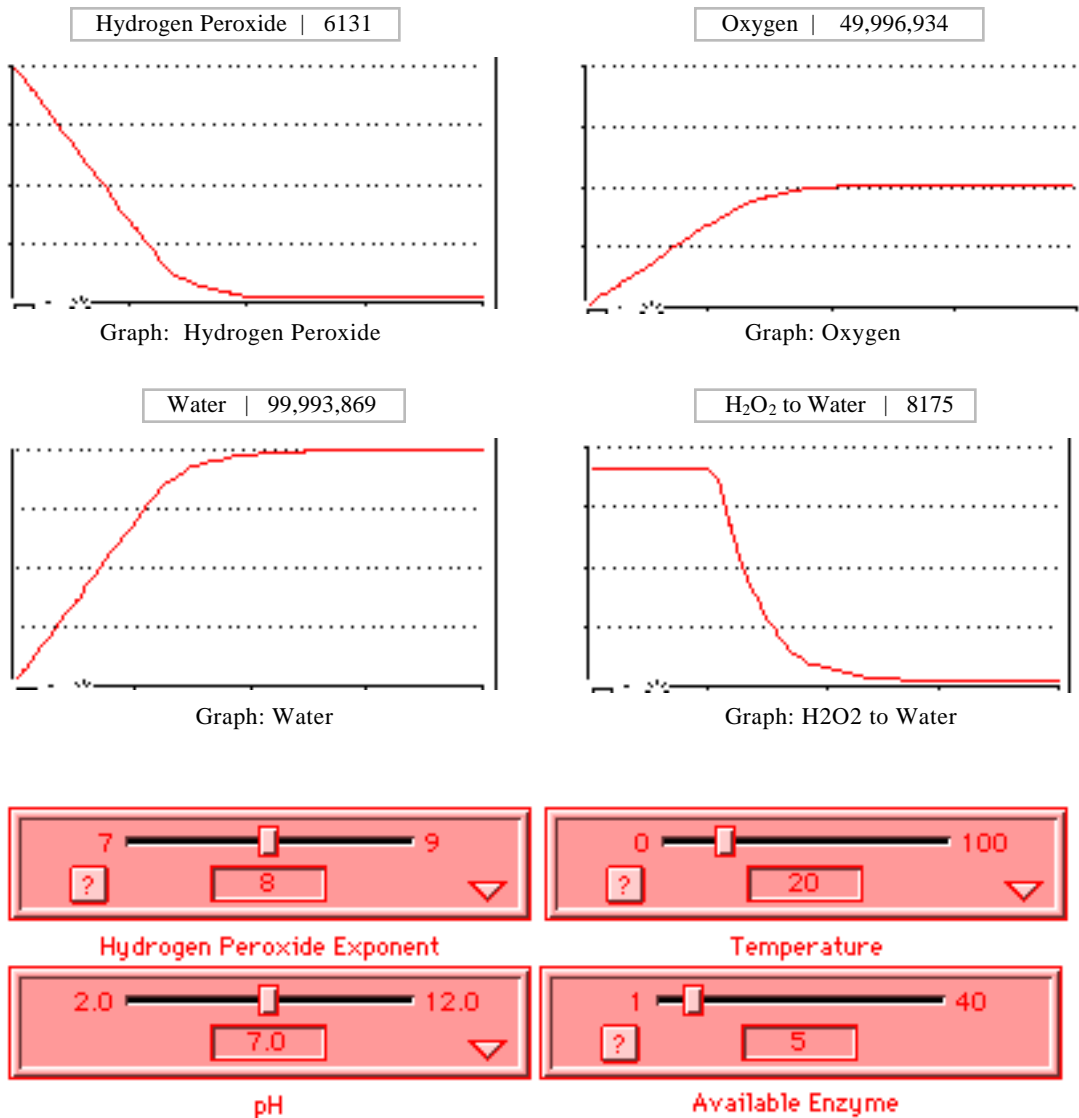 Hydrogen Peroxide | 6131
Oxygen | 49,996,934
Graph: Hydrogen Peroxide
Graph: Oxygen
Water | 99,993,869
H₂O₂ to Water | 8175
Graph: Water
Graph: H2O2 to Water
7 9
? 8
0 100
? 20
Hydrogen Peroxide Exponent
Temperature
2.0 12.0
7.0
1 40
? 5
pH
Available Enzyme